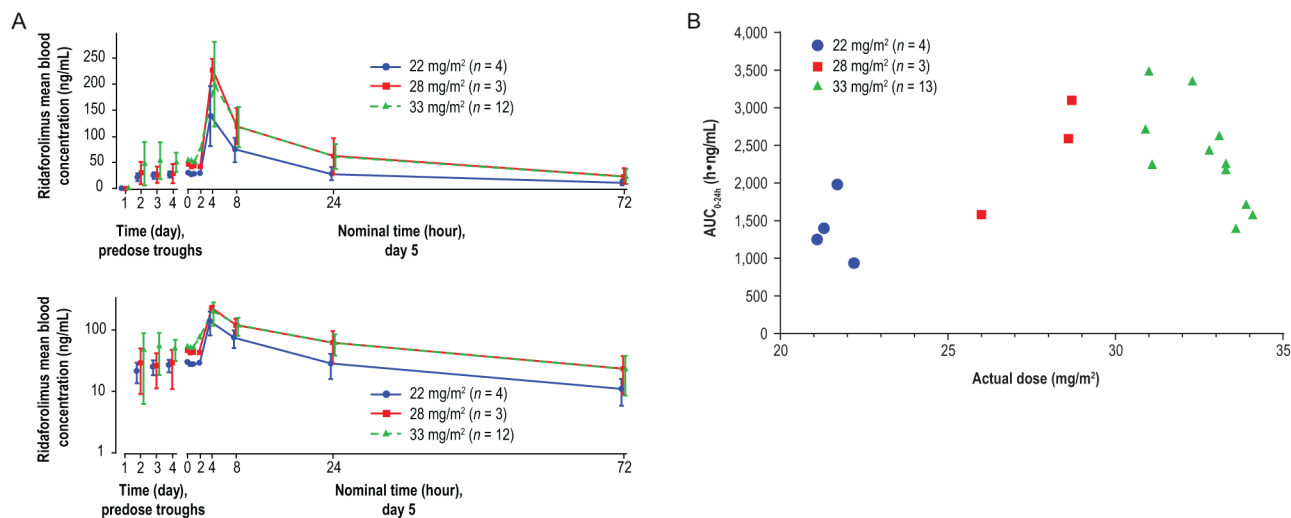 A
Ridaforolimus mean blood
concentration (ng/mL)
250
200
150
100
50
0
22 mg/m² (n = 4)
28 mg/m² (n = 3)
33 mg/m² (n = 12)
1 2 3 4 0 2 4 8 24 72
Time (day),
predose troughs
Nominal time (hour),
day 5
Ridaforolimus mean blood
concentration (ng/mL)
100
10
1
22 mg/m² (n = 4)
28 mg/m² (n = 3)
33 mg/m² (n = 12)
1 2 3 4 0 2 4 8 24 72
Time (day),
predose troughs
Nominal time (hour),
day 5
B
AUC0-24h (h•ng/mL)
4,000
3,500
3,000
2,500
2,000
1,500
1,000
500
0
22 mg/m² (n = 4)
28 mg/m² (n = 3)
33 mg/m² (n = 13)
20 25 30 35
Actual dose (mg/m²)